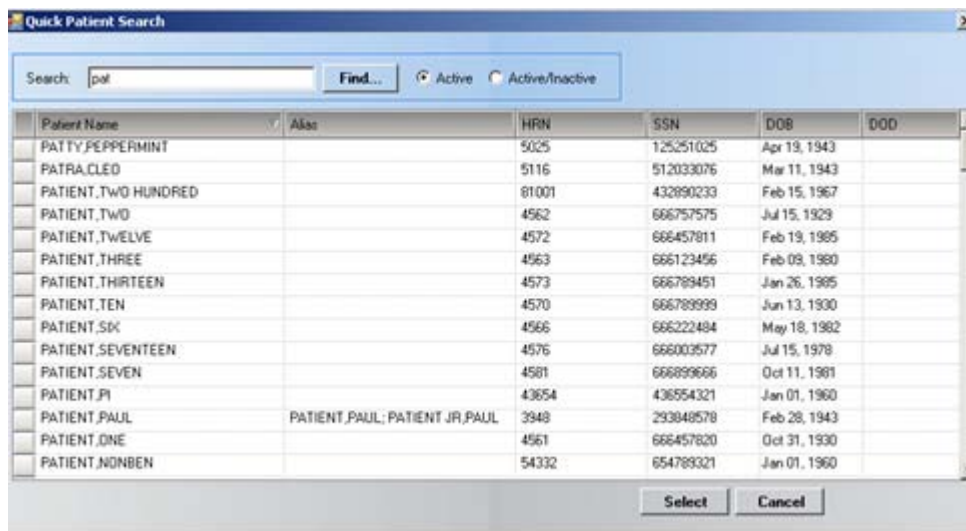 Quick Patient Search
Search: pat Find... Active Active/Inactive
Patient Name Alias HRN SSN DOB DOD
PATTY,PEPPERMINT 5025 125251025 Apr 19, 1943
PATRA,CLEO 5116 512033076 Mar 11, 1943
PATIENT,TWO HUNDRED 81001 432890233 Feb 15, 1967
PATIENT,TWO 4562 666757575 Jul 15, 1929
PATIENT,TWELVE 4572 666457811 Feb 19, 1985
PATIENT,THREE 4563 666123456 Feb 09, 1980
PATIENT,THIRTEEN 4573 666789451 Jan 26, 1985
PATIENT,TEN 4570 666789999 Jun 13, 1930
PATIENT,SIX 4566 666222484 May 18, 1982
PATIENT,SEVENTEEN 4576 666003577 Jul 15, 1978
PATIENT,SEVEN 4581 666899666 Oct 11, 1981
PATIENT,PI 43654 436554321 Jan 01, 1960
PATIENT,PAUL PATIENT,PAUL; PATIENT JR,PAUL 3948 293848578 Feb 28, 1943
PATIENT,ONE 4561 666457820 Oct 31, 1930
PATIENT,NONBEN 54332 654789321 Jan 01, 1960
Select Cancel